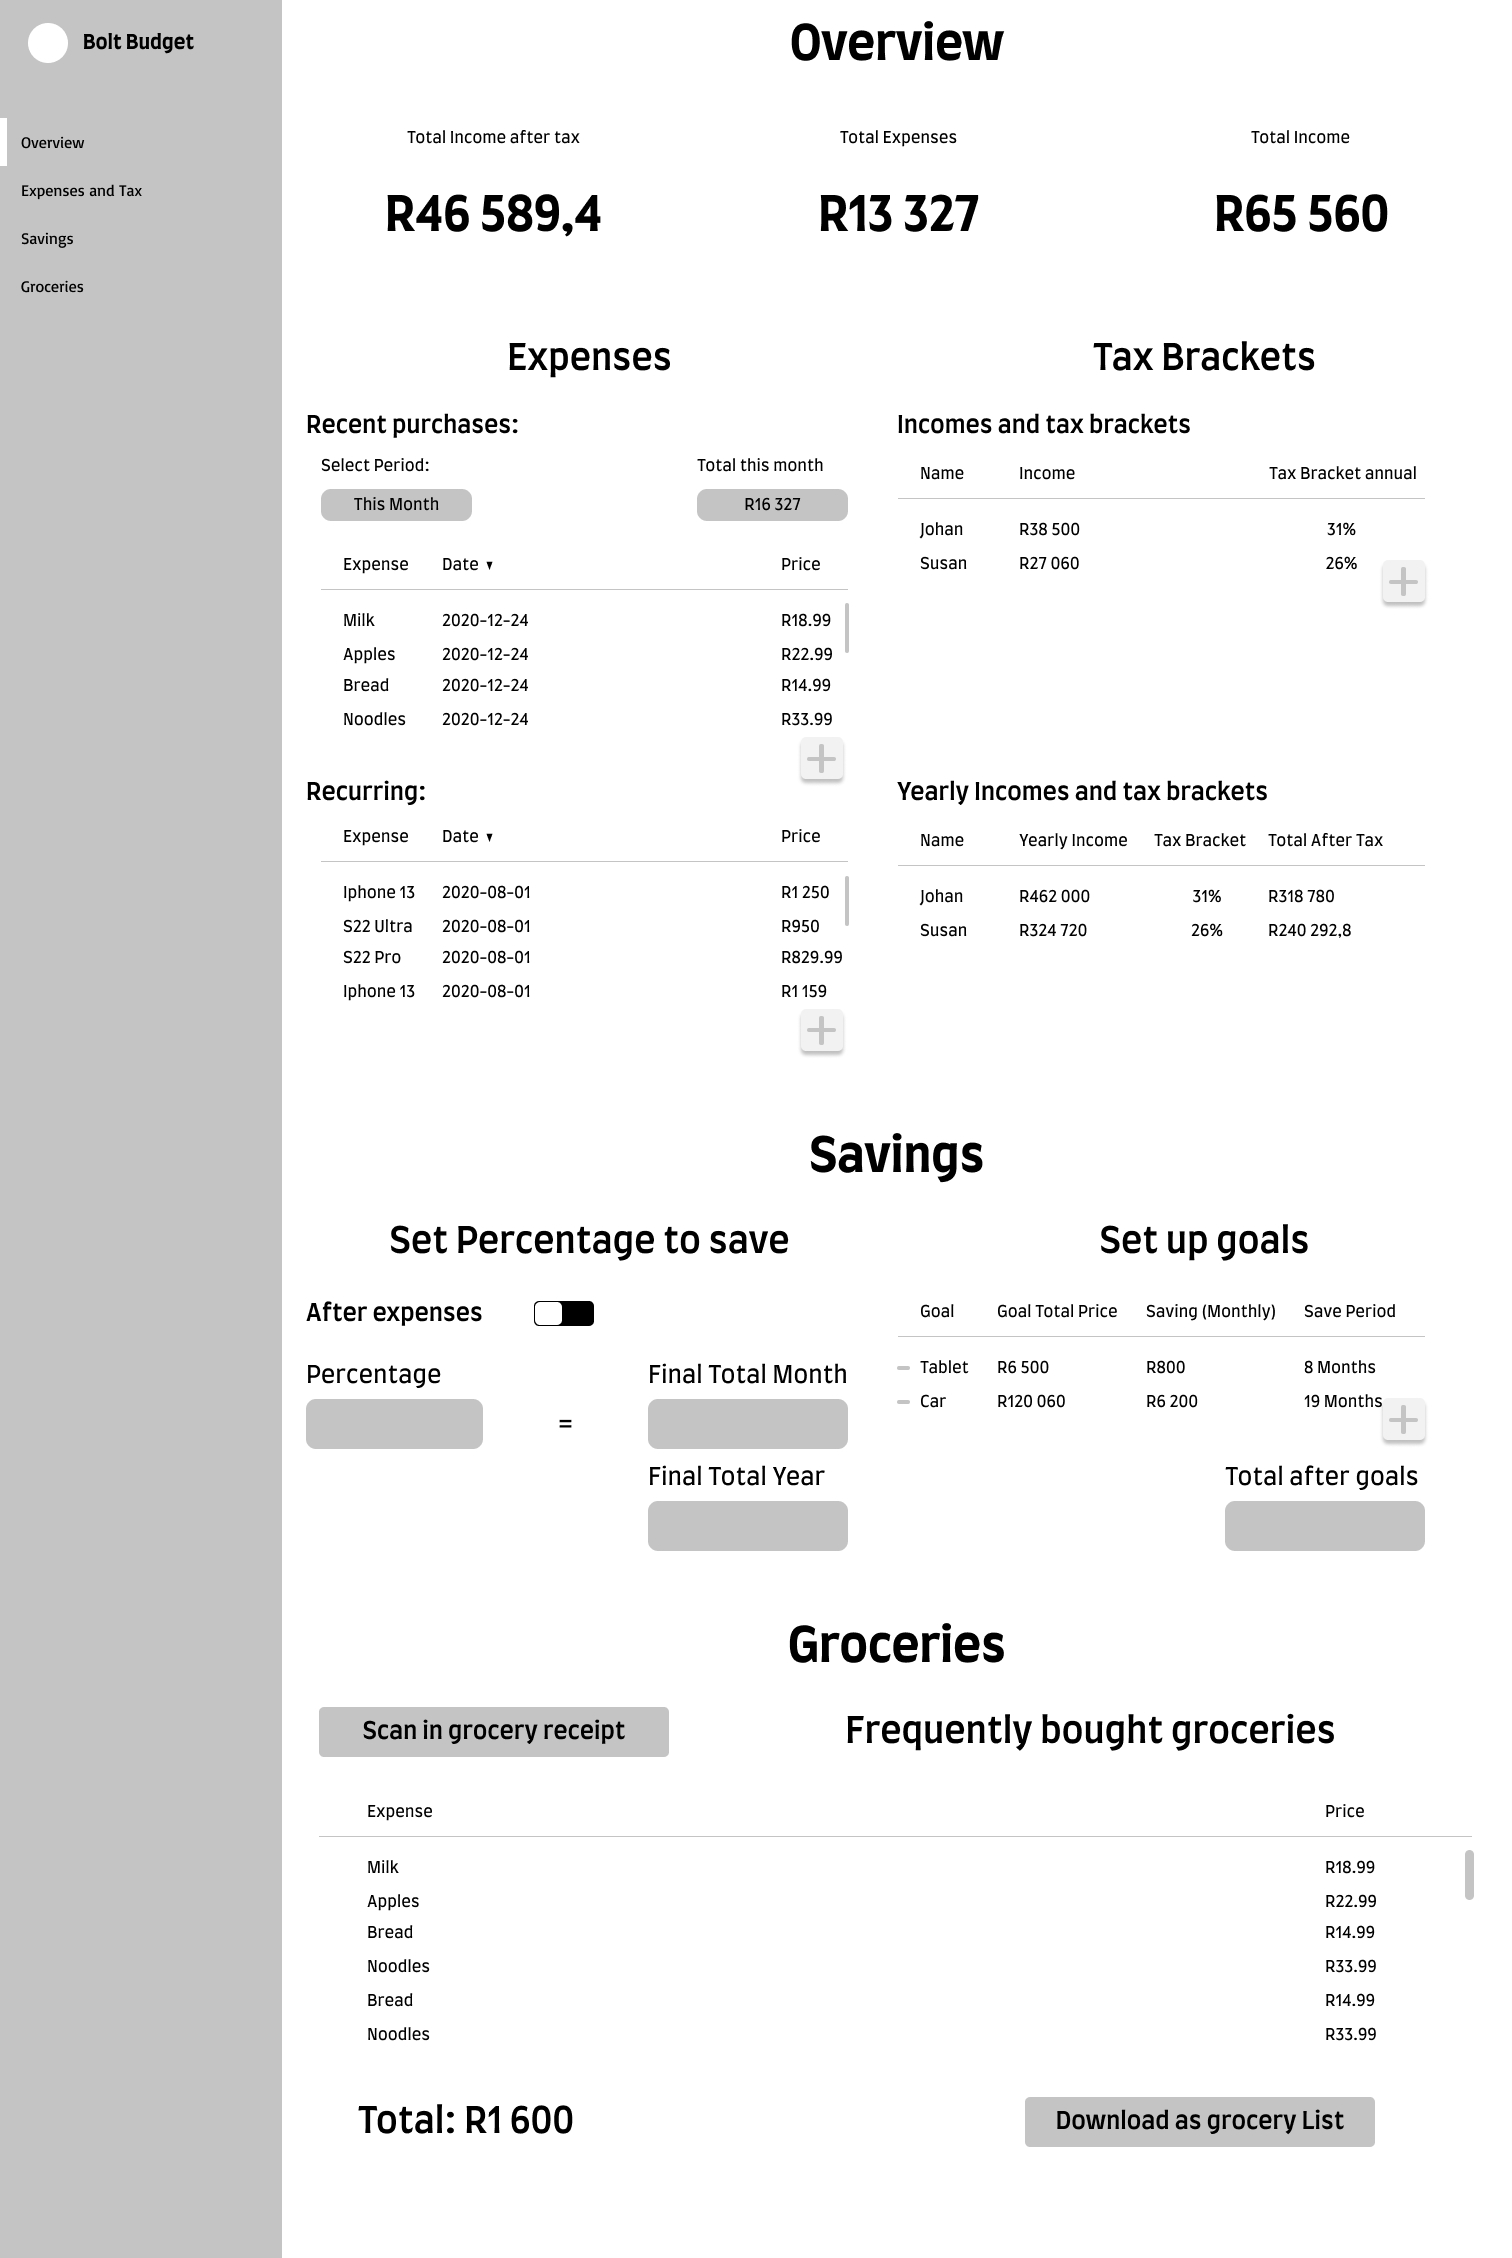 Bolt Budget
Overview
Expenses and Tax
Savings
Groceries
Overview
Total Income after tax Total Expenses Total Income
R46 589,4 R13 327 R65 560
Expenses
Recent purchases:
Select Period: Total this month
This Month R16 327
Expense Date ▼ Price
Milk 2020-12-24 R18.99
Apples 2020-12-24 R22.99
Bread 2020-12-24 R14.99
Noodles 2020-12-24 R33.99
Recurring:
Expense Date ▼ Price
Iphone 13 2020-08-01 R1 250
S22 Ultra 2020-08-01 R950
S22 Pro 2020-08-01 R829.99
Iphone 13 2020-08-01 R1 159
Tax Brackets
Incomes and tax brackets
Name Income Tax Bracket annual
Johan R38 500 31%
Susan R27 060 26%
Yearly Incomes and tax brackets
Name Yearly Income Tax Bracket Total After Tax
Johan R462 000 31% R318 780
Susan R324 720 26% R240 292,8
Savings
Set Percentage to save
After expenses
Percentage Final Total Month
=
Final Total Year
Set up goals
Goal Goal Total Price Saving (Monthly) Save Period
Tablet R6 500 R800 8 Months
Car R120 060 R6 200 19 Months
Total after goals
Groceries
Scan in grocery receipt Frequently bought groceries
Expense Price
Milk R18.99
Apples R22.99
Bread R14.99
Noodles R33.99
Bread R14.99
Noodles R33.99
Total: R1 600 Download as grocery List